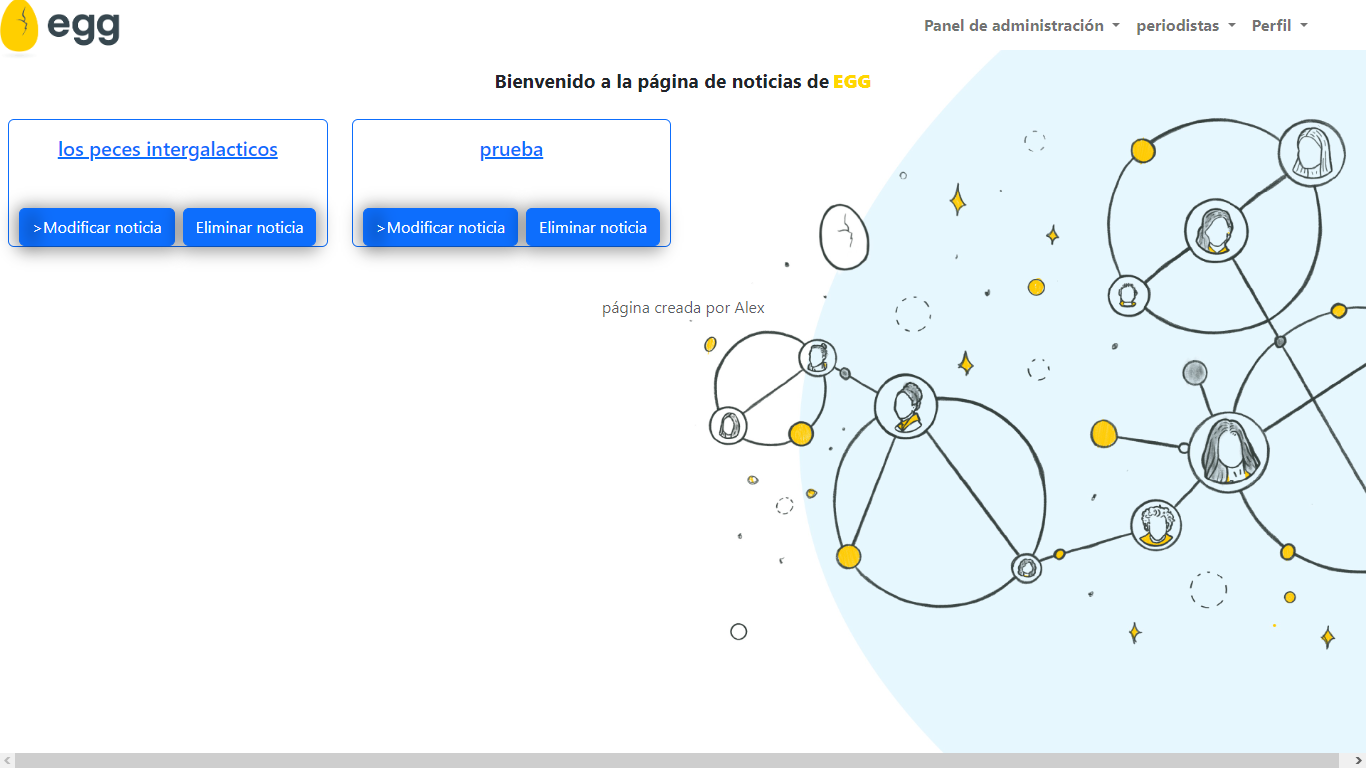 egg
Panel de administración periodistas Perfil
Bienvenido a la página de noticias de EGG
los peces intergalacticos
>Modificar noticia Eliminar noticia
prueba
>Modificar noticia Eliminar noticia
página creada por Alex